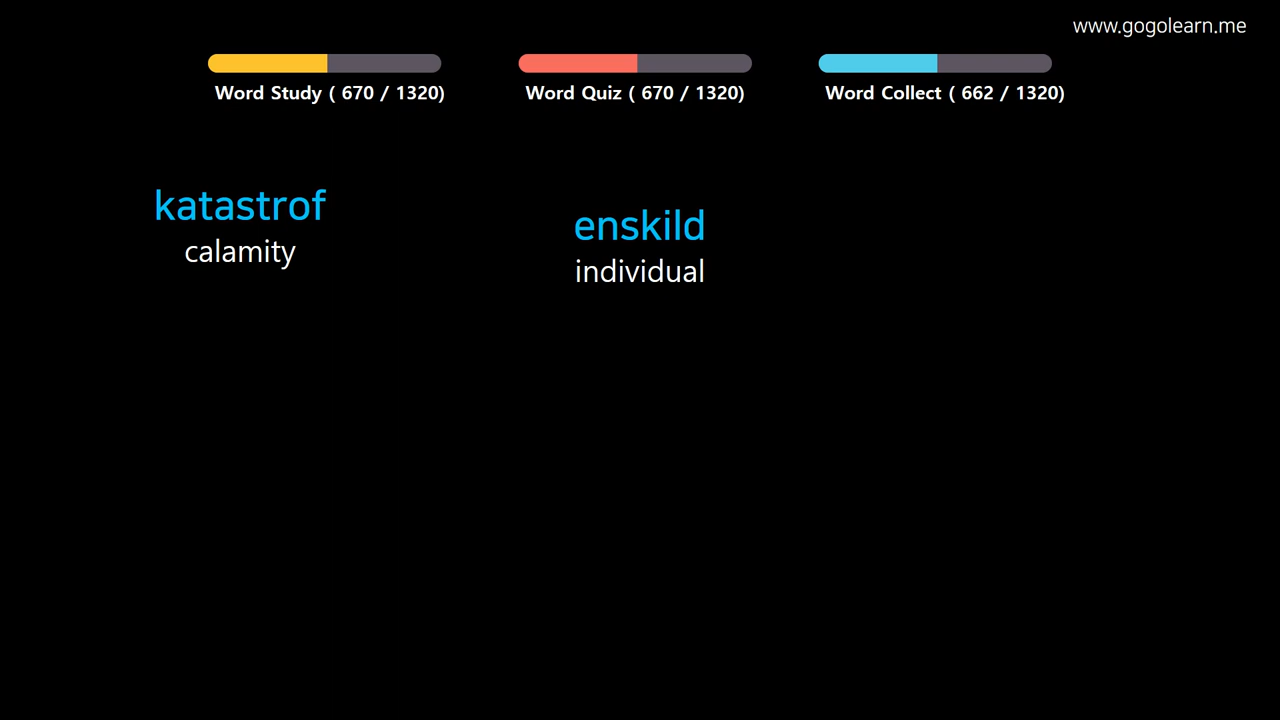 www.gogolearn.me
Word Study ( 670 / 1320)
Word Quiz ( 670 / 1320)
Word Collect ( 662 / 1320)
katastrof
calamity
enskild
individual